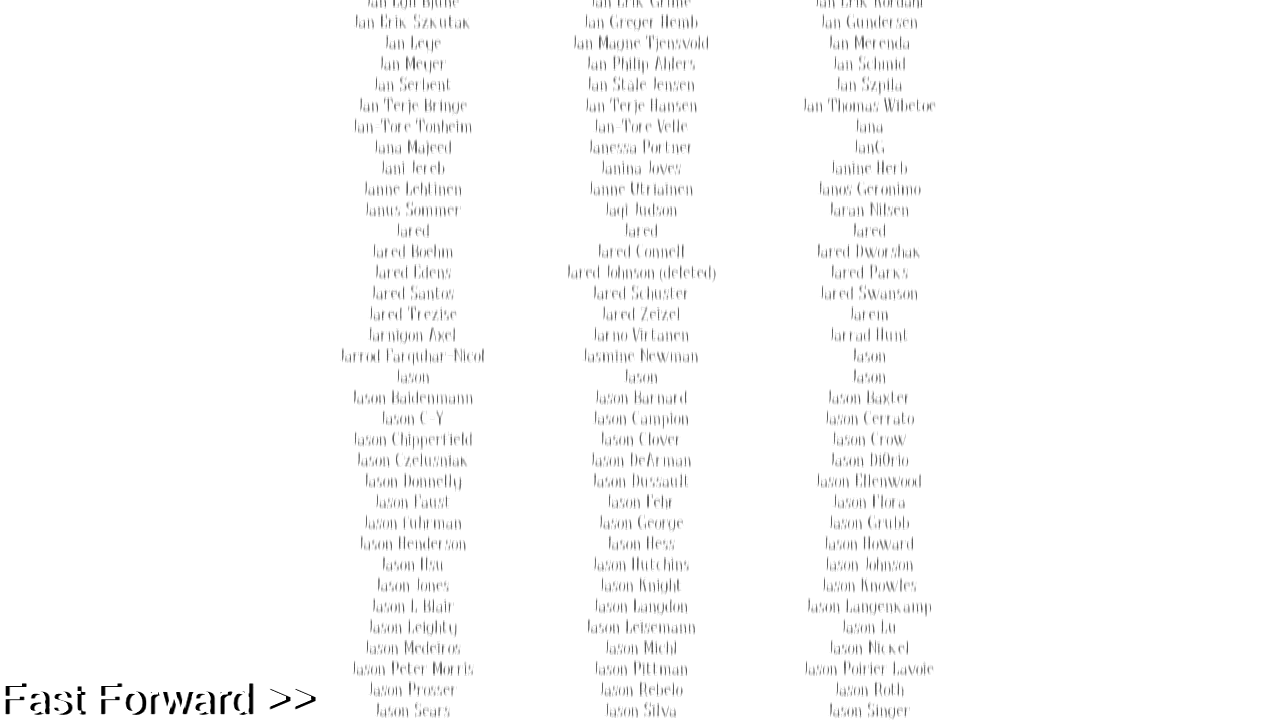 Jan Egil Bjune Jan Erik Grime Jan Erik Kordahl
Jan Erik Szkutak Jan Greger Hemb Jan Gundersen
Jan Lege Jan Magne Tjensvold Jan Merenda
Jan Meyer Jan Philip Ahlers Jan Schmid
Jan Serbent Jan Stale Jensen Jan Szpila
Jan Terje Bringe Jan Terje Hansen Jan Thomas Wibetoe
Jan-Tore Tonheim Jan-Tore Velle Jana
Jana Majeed Janessa Portner JanG
Jani Jereb Janina Joves Janine Herb
Janne Lehtinen Janne Utriainen Janos Geronimo
Janus Sommer Jaqi Judson Jaran Nilsen
Jared Jared Jared
Jared Boehm Jared Connell Jared Dworshak
Jared Edens Jared Johnson (deleted) Jared Parks
Jared Santos Jared Schuster Jared Swanson
Jared Trezise Jared Zeizel Jarem
Jarnigon Axel Jarno Virtanen Jarrad Hunt
Jarrod Farquhar-Nicol Jasmine Newman Jason
Jason Jason Jason
Jason Baldenmann Jason Barnard Jason Baxter
Jason C-Y Jason Campion Jason Cerrato
Jason Chipperfield Jason Clover Jason Crow
Jason Czelusniak Jason DeArman Jason DiOrio
Jason Donnelly Jason Dussault Jason Ellenwood
Jason Faust Jason Fehr Jason Flora
Jason Fuhrman Jason George Jason Grubb
Jason Henderson Jason Hess Jason Howard
Jason Hsu Jason Hutchins Jason Johnson
Jason Jones Jason Knight Jason Knowles
Jason L Blair Jason Langdon Jason Langenkamp
Jason Leighty Jason Leisemann Jason Lu
Jason Medeiros Jason Michl Jason Nickel
Jason Peter Morris Jason Pittman Jason Poirier Lavoie
Jason Prosser Jason Rebelo Jason Roth
Jason Sears Jason Silva Jason Singer
Fast Forward >>